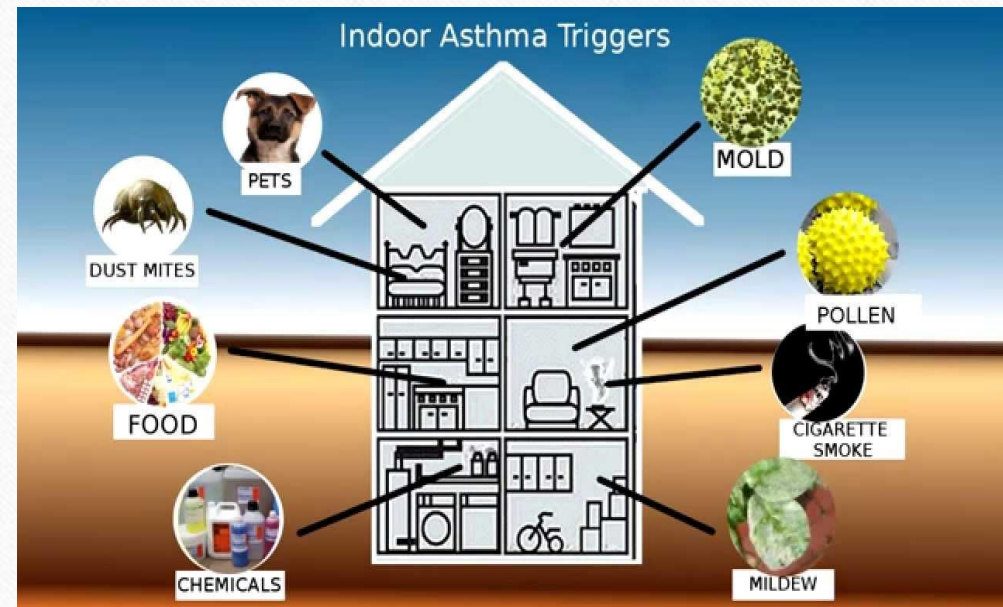 Indoor Asthma Triggers
PETS
MOLD
DUST MITES
POLLEN
FOOD
CIGARETTE
SMOKE
CHEMICALS
MILDEW